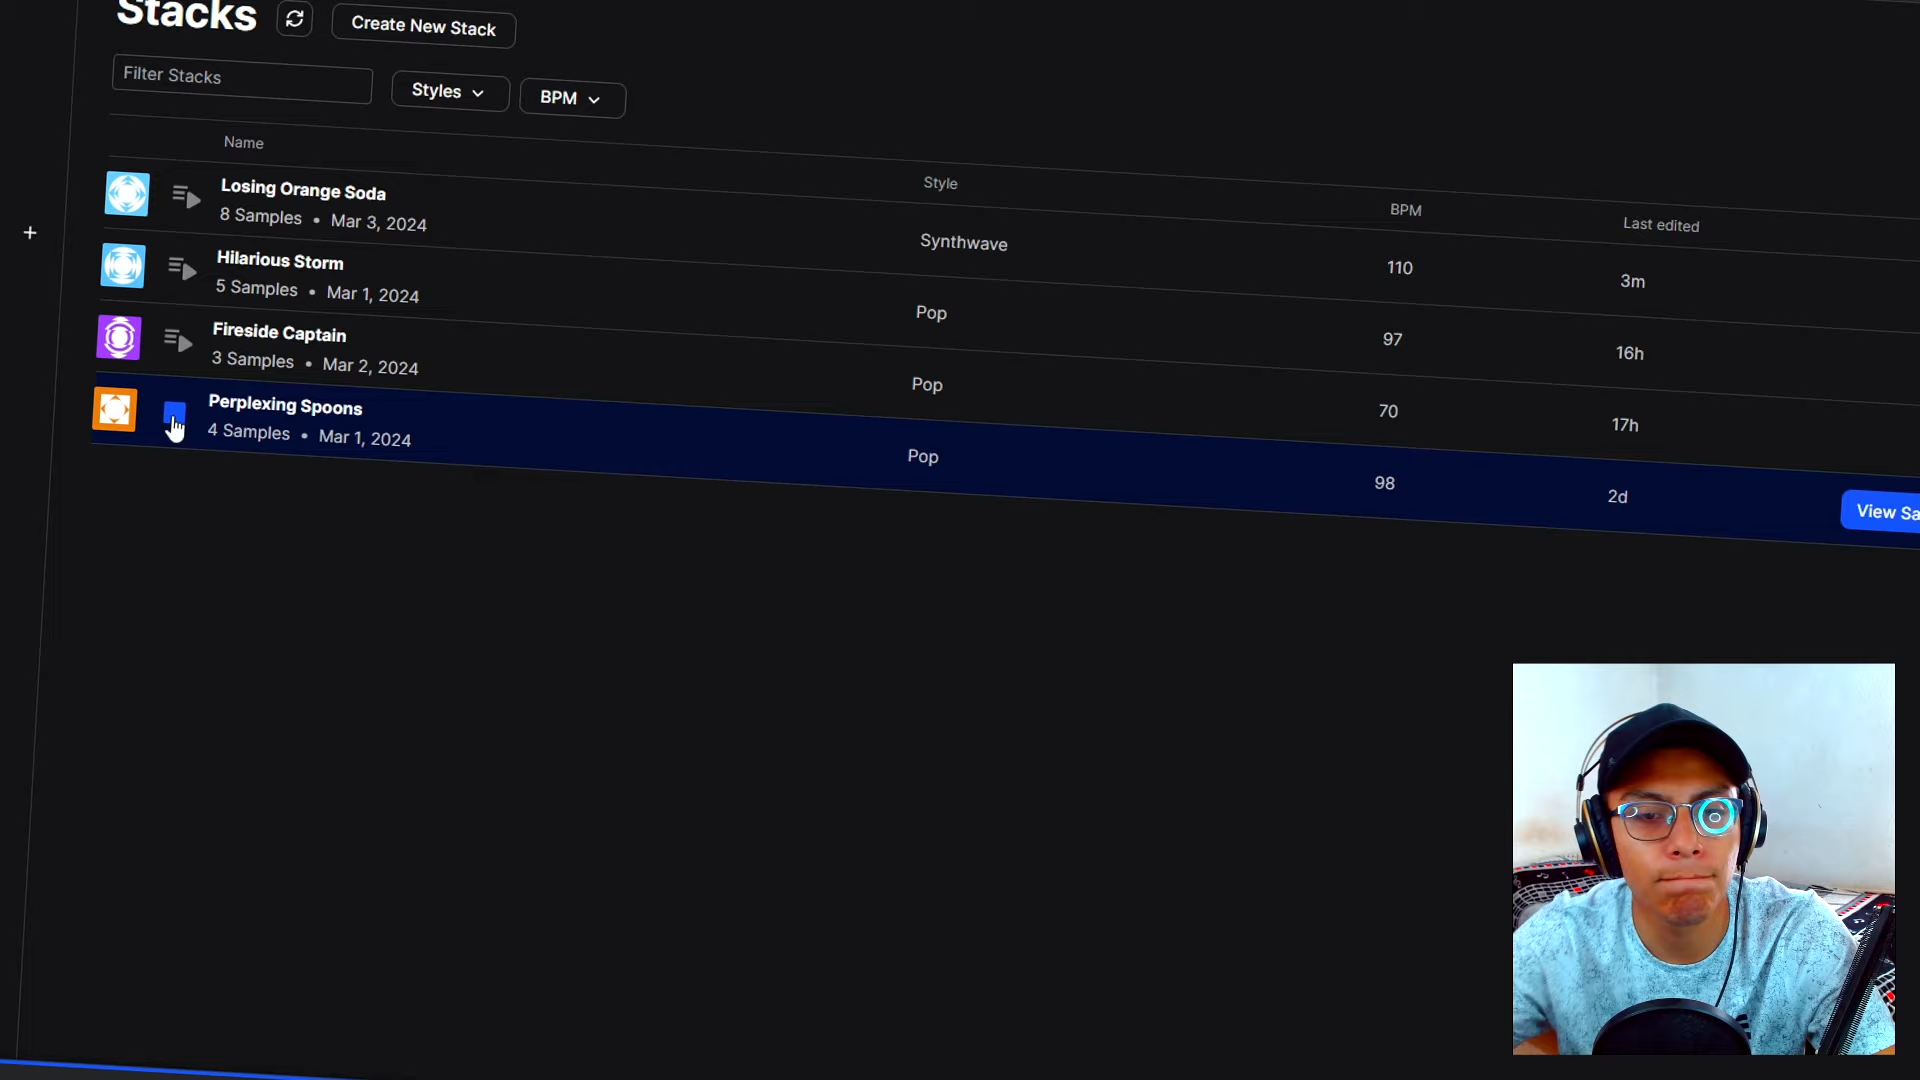 Stacks
Create New Stack
Filter Stacks
Styles
BPM
Name
Style
BPM
Last edited
Losing Orange Soda
8 Samples • Mar 3, 2024
Synthwave
110
3m
Hilarious Storm
5 Samples • Mar 1, 2024
Pop
97
16h
Fireside Captain
3 Samples • Mar 2, 2024
Pop
70
17h
Perplexing Spoons
4 Samples • Mar 1, 2024
Pop
98
2d
View Sa